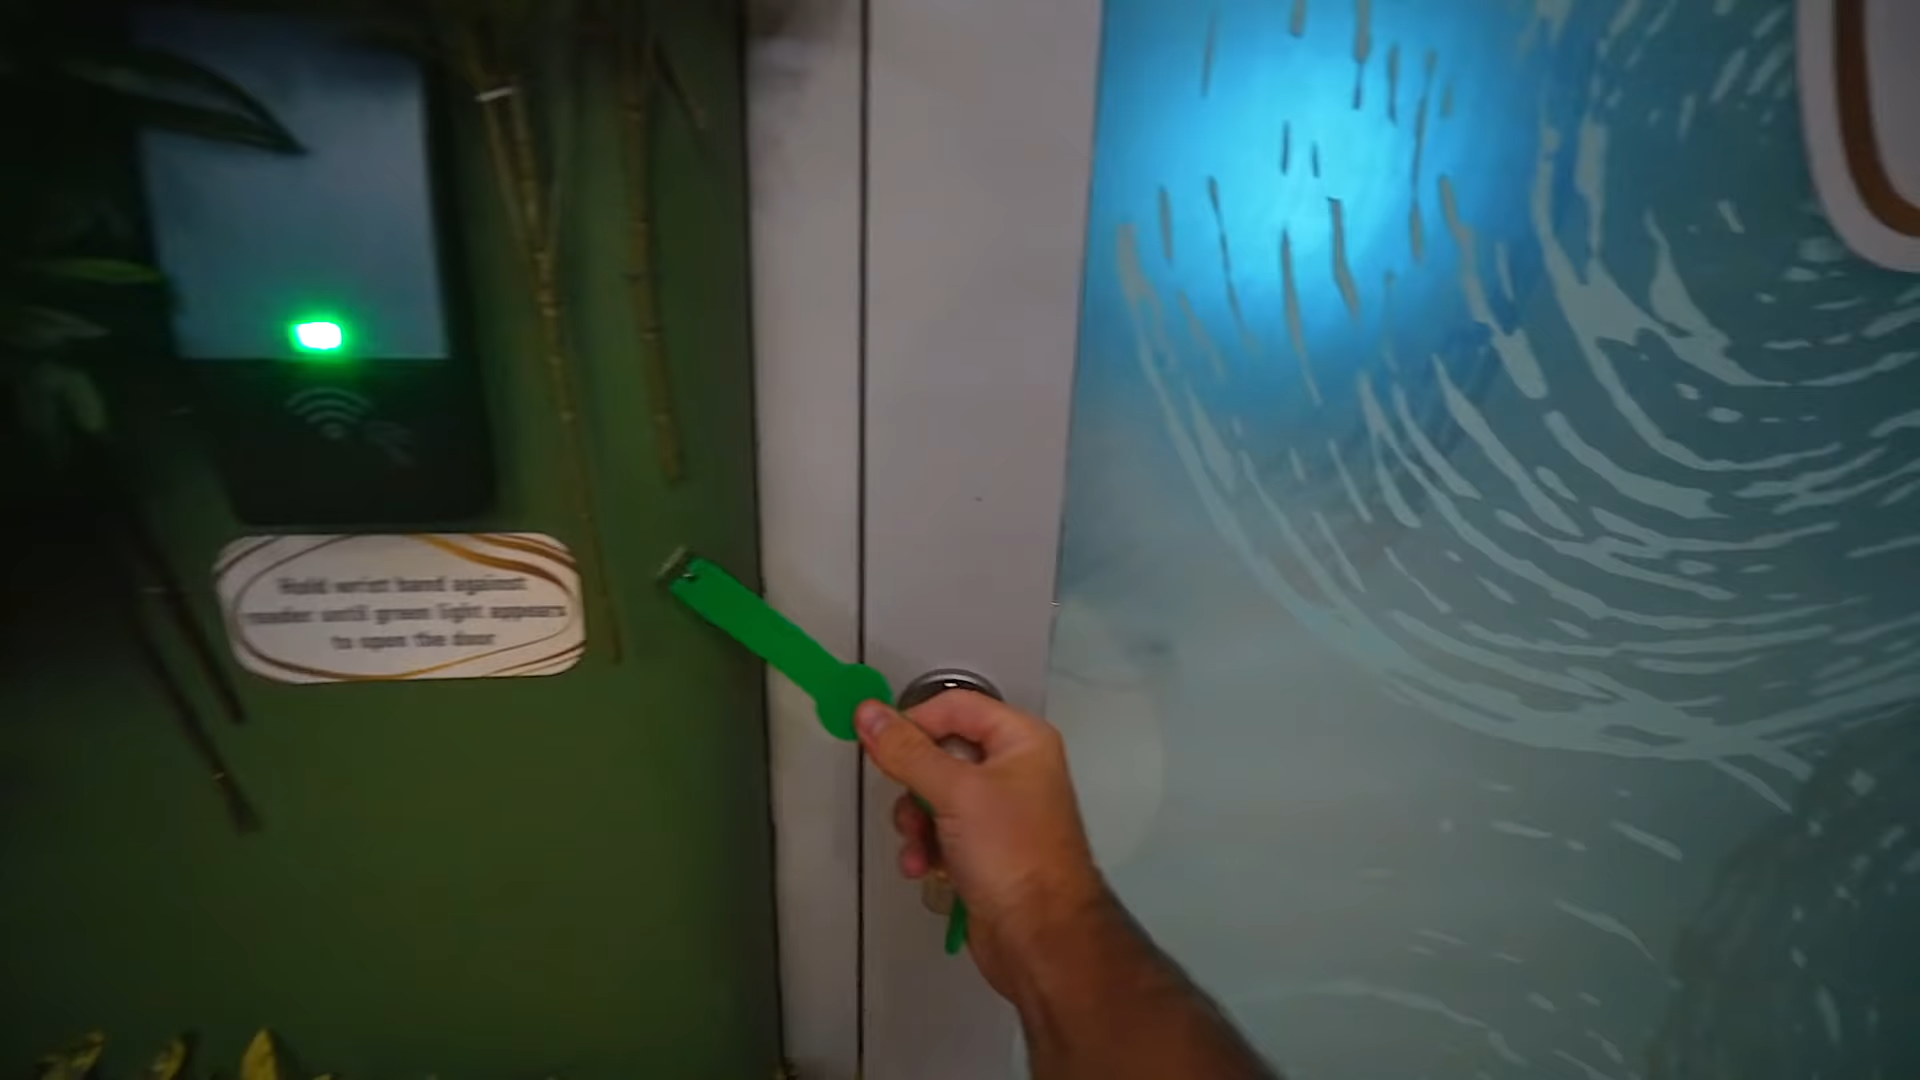 Hold wrist band against
reader until green light appears
to open the door